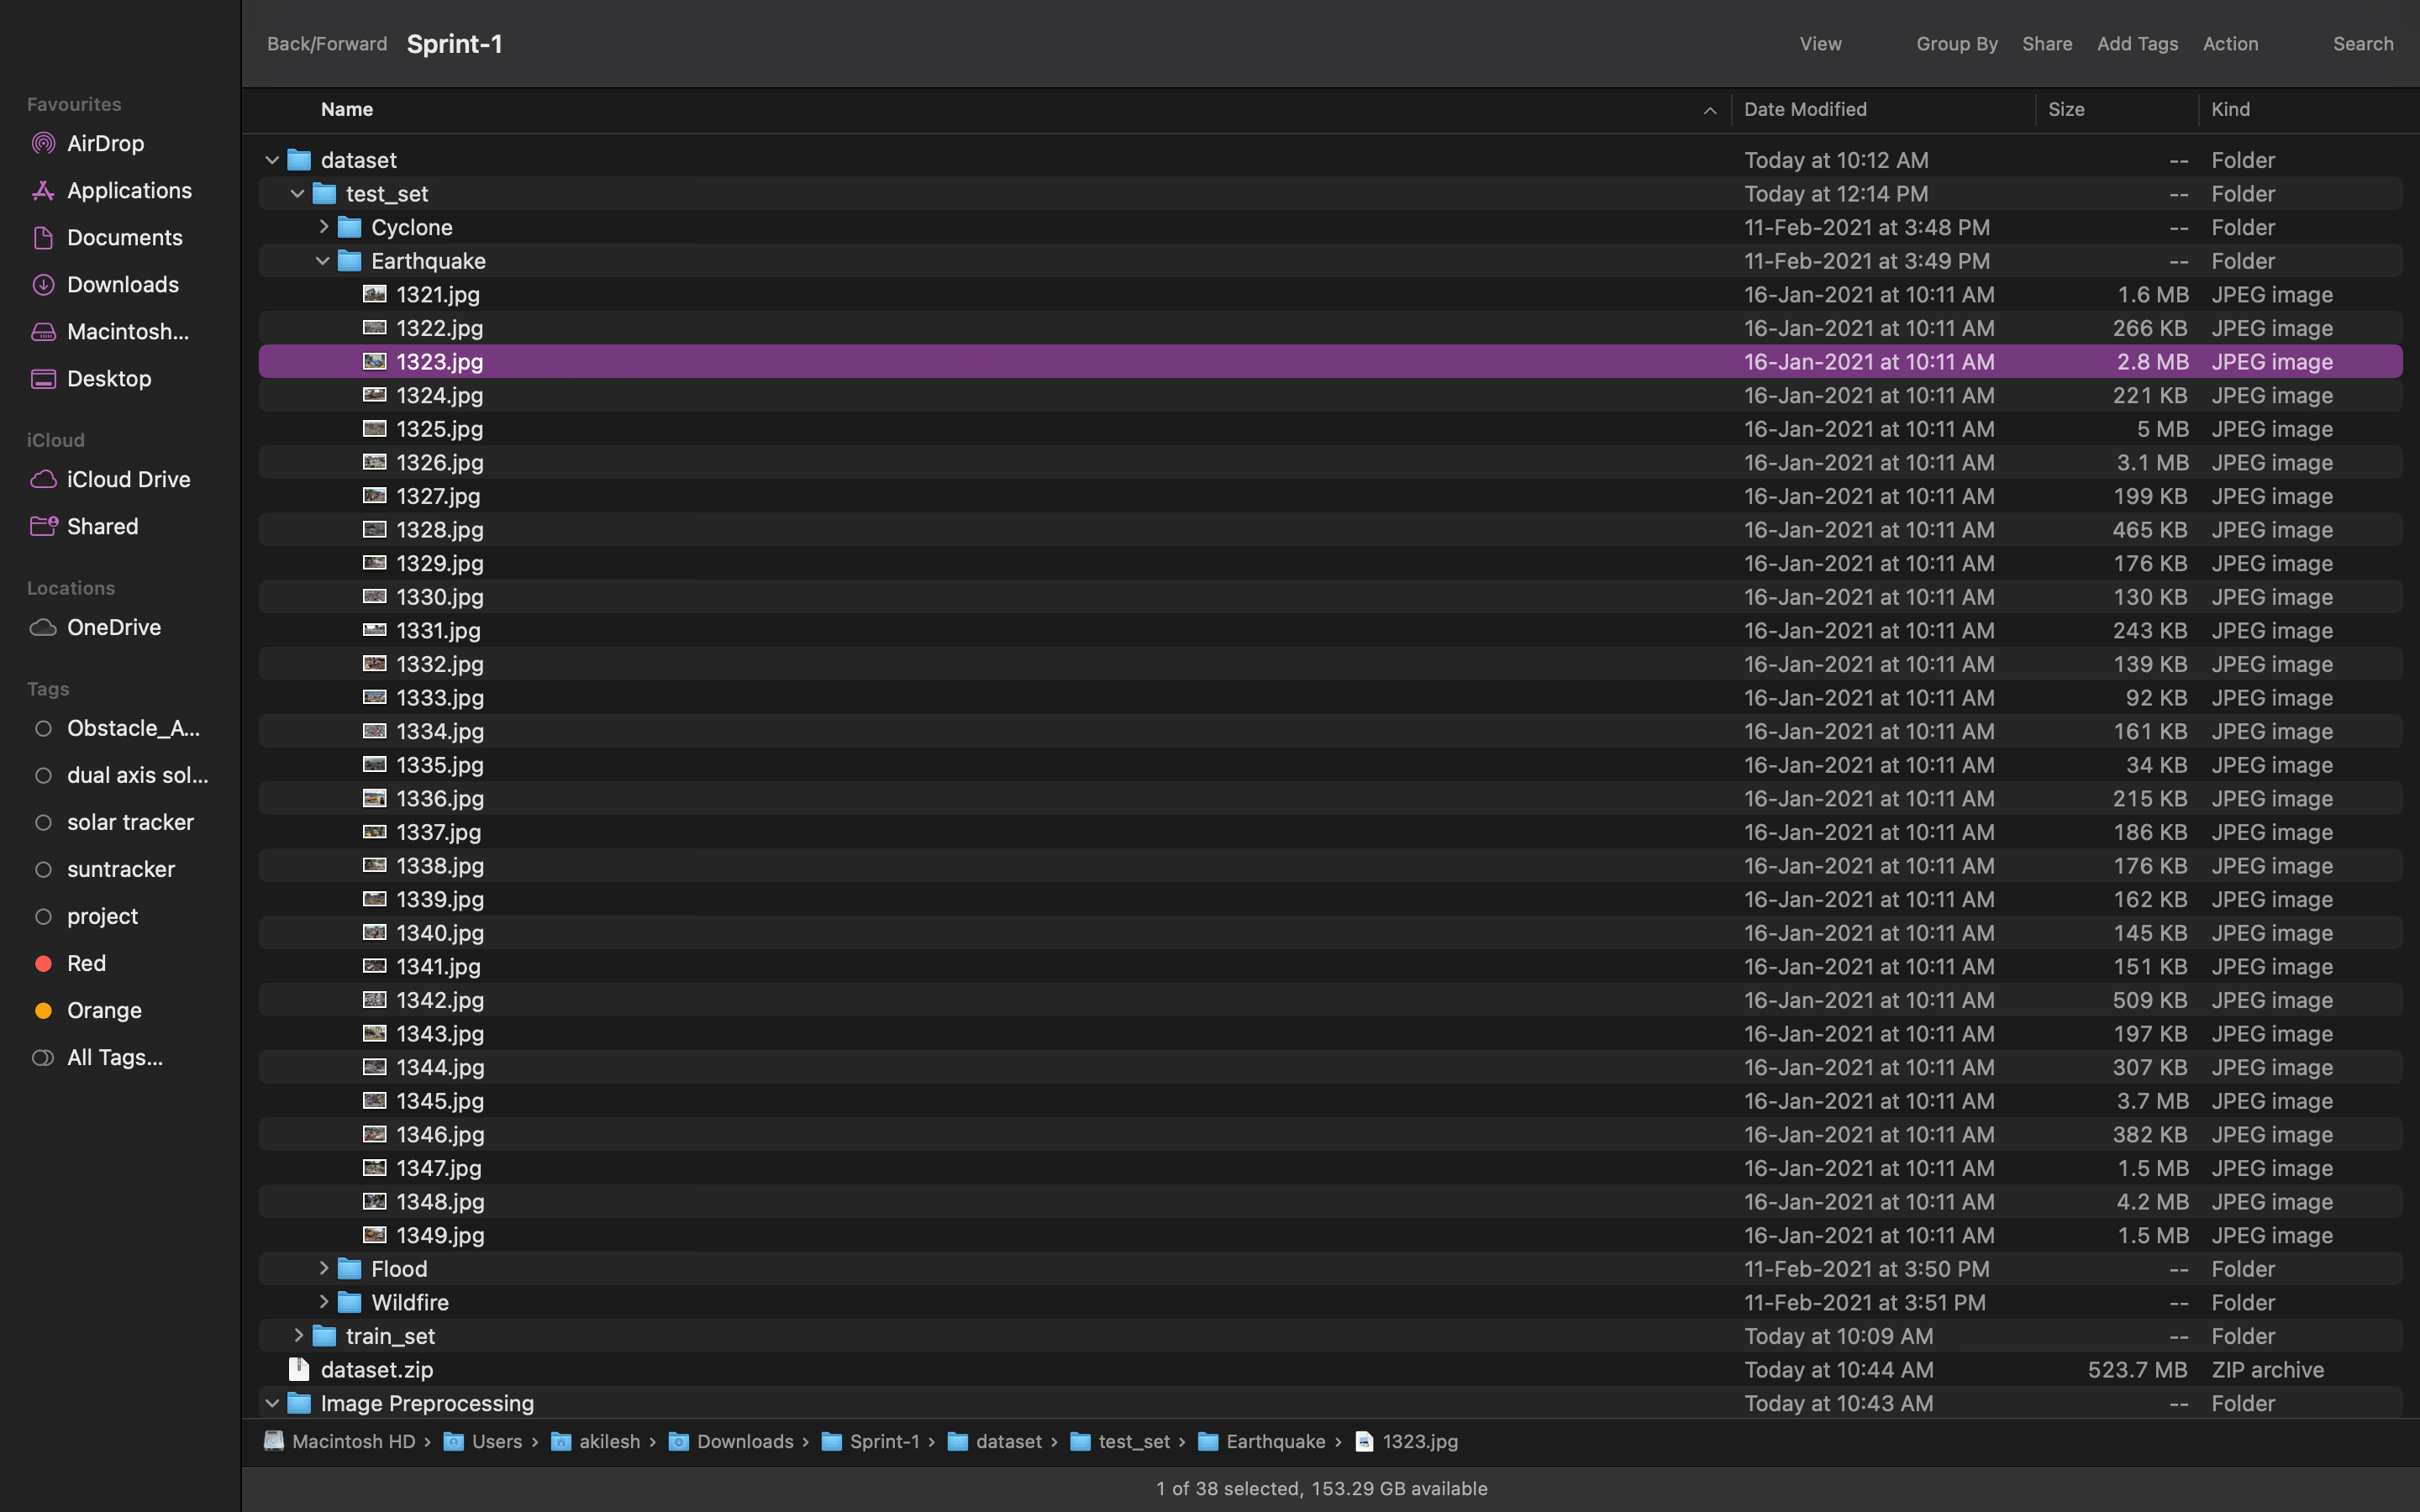 Back/Forward Sprint-1 View Group By Share Add Tags Action Search
Favourites
AirDrop
Applications
Documents
Downloads
Macintosh...
Desktop
iCloud
iCloud Drive
Shared
Locations
OneDrive
Tags
Obstacle_A...
dual axis sol...
solar tracker
suntracker
project
Red
Orange
All Tags...
Name Date Modified Size Kind
dataset Today at 10:12 AM -- Folder
test_set Today at 12:14 PM -- Folder
Cyclone 11-Feb-2021 at 3:48 PM -- Folder
Earthquake 11-Feb-2021 at 3:49 PM -- Folder
1321.jpg 16-Jan-2021 at 10:11 AM 1.6 MB JPEG image
1322.jpg 16-Jan-2021 at 10:11 AM 266 KB JPEG image
1323.jpg 16-Jan-2021 at 10:11 AM 2.8 MB JPEG image
1324.jpg 16-Jan-2021 at 10:11 AM 221 KB JPEG image
1325.jpg 16-Jan-2021 at 10:11 AM 5 MB JPEG image
1326.jpg 16-Jan-2021 at 10:11 AM 3.1 MB JPEG image
1327.jpg 16-Jan-2021 at 10:11 AM 199 KB JPEG image
1328.jpg 16-Jan-2021 at 10:11 AM 465 KB JPEG image
1329.jpg 16-Jan-2021 at 10:11 AM 176 KB JPEG image
1330.jpg 16-Jan-2021 at 10:11 AM 130 KB JPEG image
1331.jpg 16-Jan-2021 at 10:11 AM 243 KB JPEG image
1332.jpg 16-Jan-2021 at 10:11 AM 139 KB JPEG image
1333.jpg 16-Jan-2021 at 10:11 AM 92 KB JPEG image
1334.jpg 16-Jan-2021 at 10:11 AM 161 KB JPEG image
1335.jpg 16-Jan-2021 at 10:11 AM 34 KB JPEG image
1336.jpg 16-Jan-2021 at 10:11 AM 215 KB JPEG image
1337.jpg 16-Jan-2021 at 10:11 AM 186 KB JPEG image
1338.jpg 16-Jan-2021 at 10:11 AM 176 KB JPEG image
1339.jpg 16-Jan-2021 at 10:11 AM 162 KB JPEG image
1340.jpg 16-Jan-2021 at 10:11 AM 145 KB JPEG image
1341.jpg 16-Jan-2021 at 10:11 AM 151 KB JPEG image
1342.jpg 16-Jan-2021 at 10:11 AM 509 KB JPEG image
1343.jpg 16-Jan-2021 at 10:11 AM 197 KB JPEG image
1344.jpg 16-Jan-2021 at 10:11 AM 307 KB JPEG image
1345.jpg 16-Jan-2021 at 10:11 AM 3.7 MB JPEG image
1346.jpg 16-Jan-2021 at 10:11 AM 382 KB JPEG image
1347.jpg 16-Jan-2021 at 10:11 AM 1.5 MB JPEG image
1348.jpg 16-Jan-2021 at 10:11 AM 4.2 MB JPEG image
1349.jpg 16-Jan-2021 at 10:11 AM 1.5 MB JPEG image
Flood 11-Feb-2021 at 3:50 PM -- Folder
Wildfire 11-Feb-2021 at 3:51 PM -- Folder
train_set Today at 10:09 AM -- Folder
dataset.zip Today at 10:44 AM 523.7 MB ZIP archive
Image Preprocessing Today at 10:43 AM -- Folder
Macintosh HD › Users › akilesh › Downloads › Sprint-1 › dataset › test_set › Earthquake › 1323.jpg
1 of 38 selected, 153.29 GB available